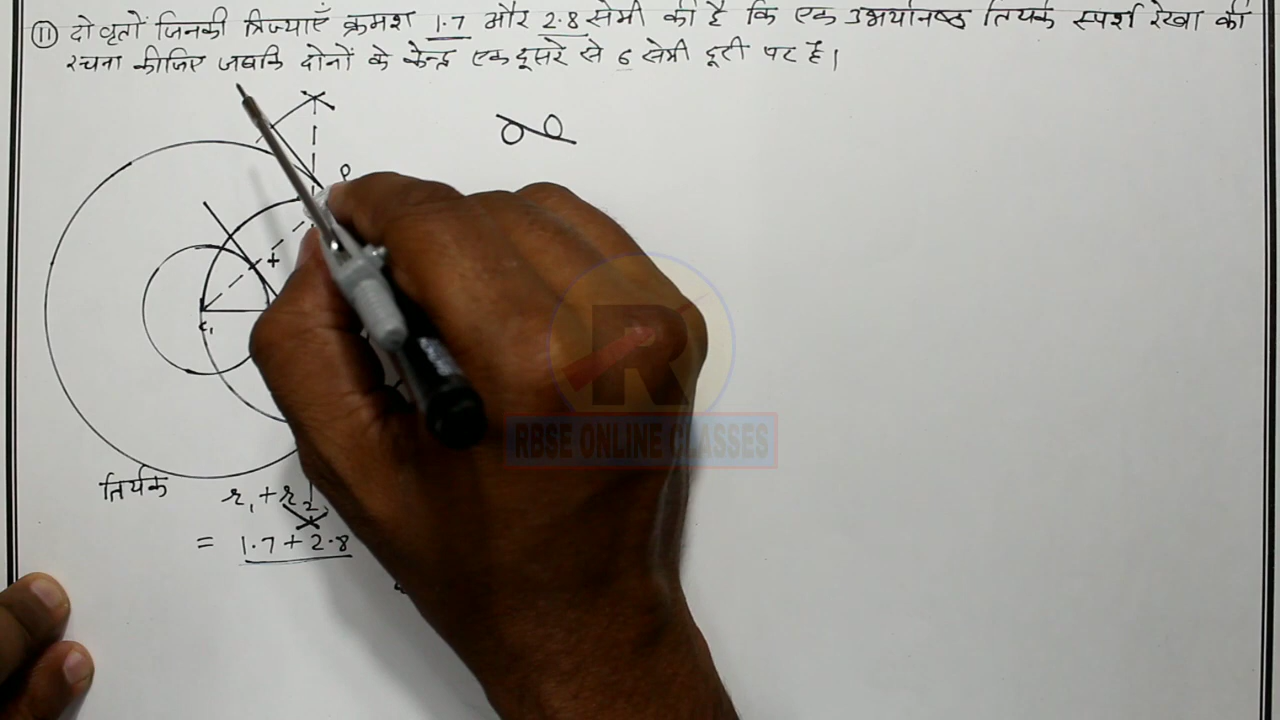 11 दो वृतों जिनकी त्रिज्याएँ क्रमश 1.7 और 2.8 सेमी की है कि एक उभयनिष्ठ तिर्यक स्पर्श रेखा की
रचना कीजिए जबकि दोनों के केन्द्र एक दूसरे से 6 सेमी दूरी पर है।
P
C1
R
RBSE ONLINE CLASSES
तिर्यक
r1 + r2
= 1.7 + 2.8